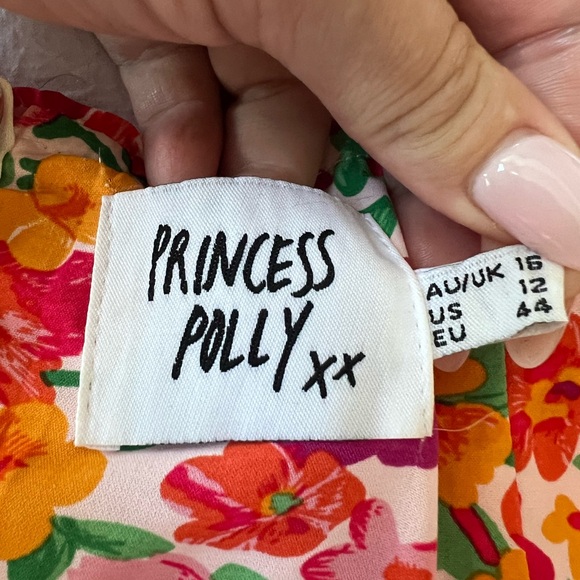 PRINCESS
POLLY xx
AU/UK 16
US 12
EU 44